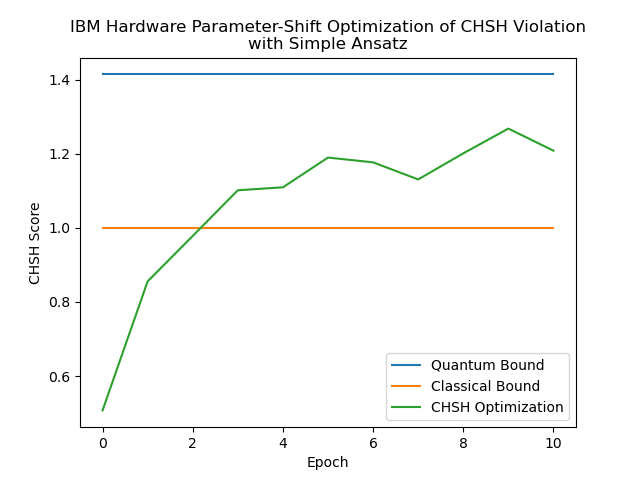 IBM Hardware Parameter-Shift Optimization of CHSH Violation
with Simple Ansatz
CHSH Score
1.4
1.2
1.0
0.8
0.6
Quantum Bound
Classical Bound
CHSH Optimization
0 2 4 6 8 10
Epoch